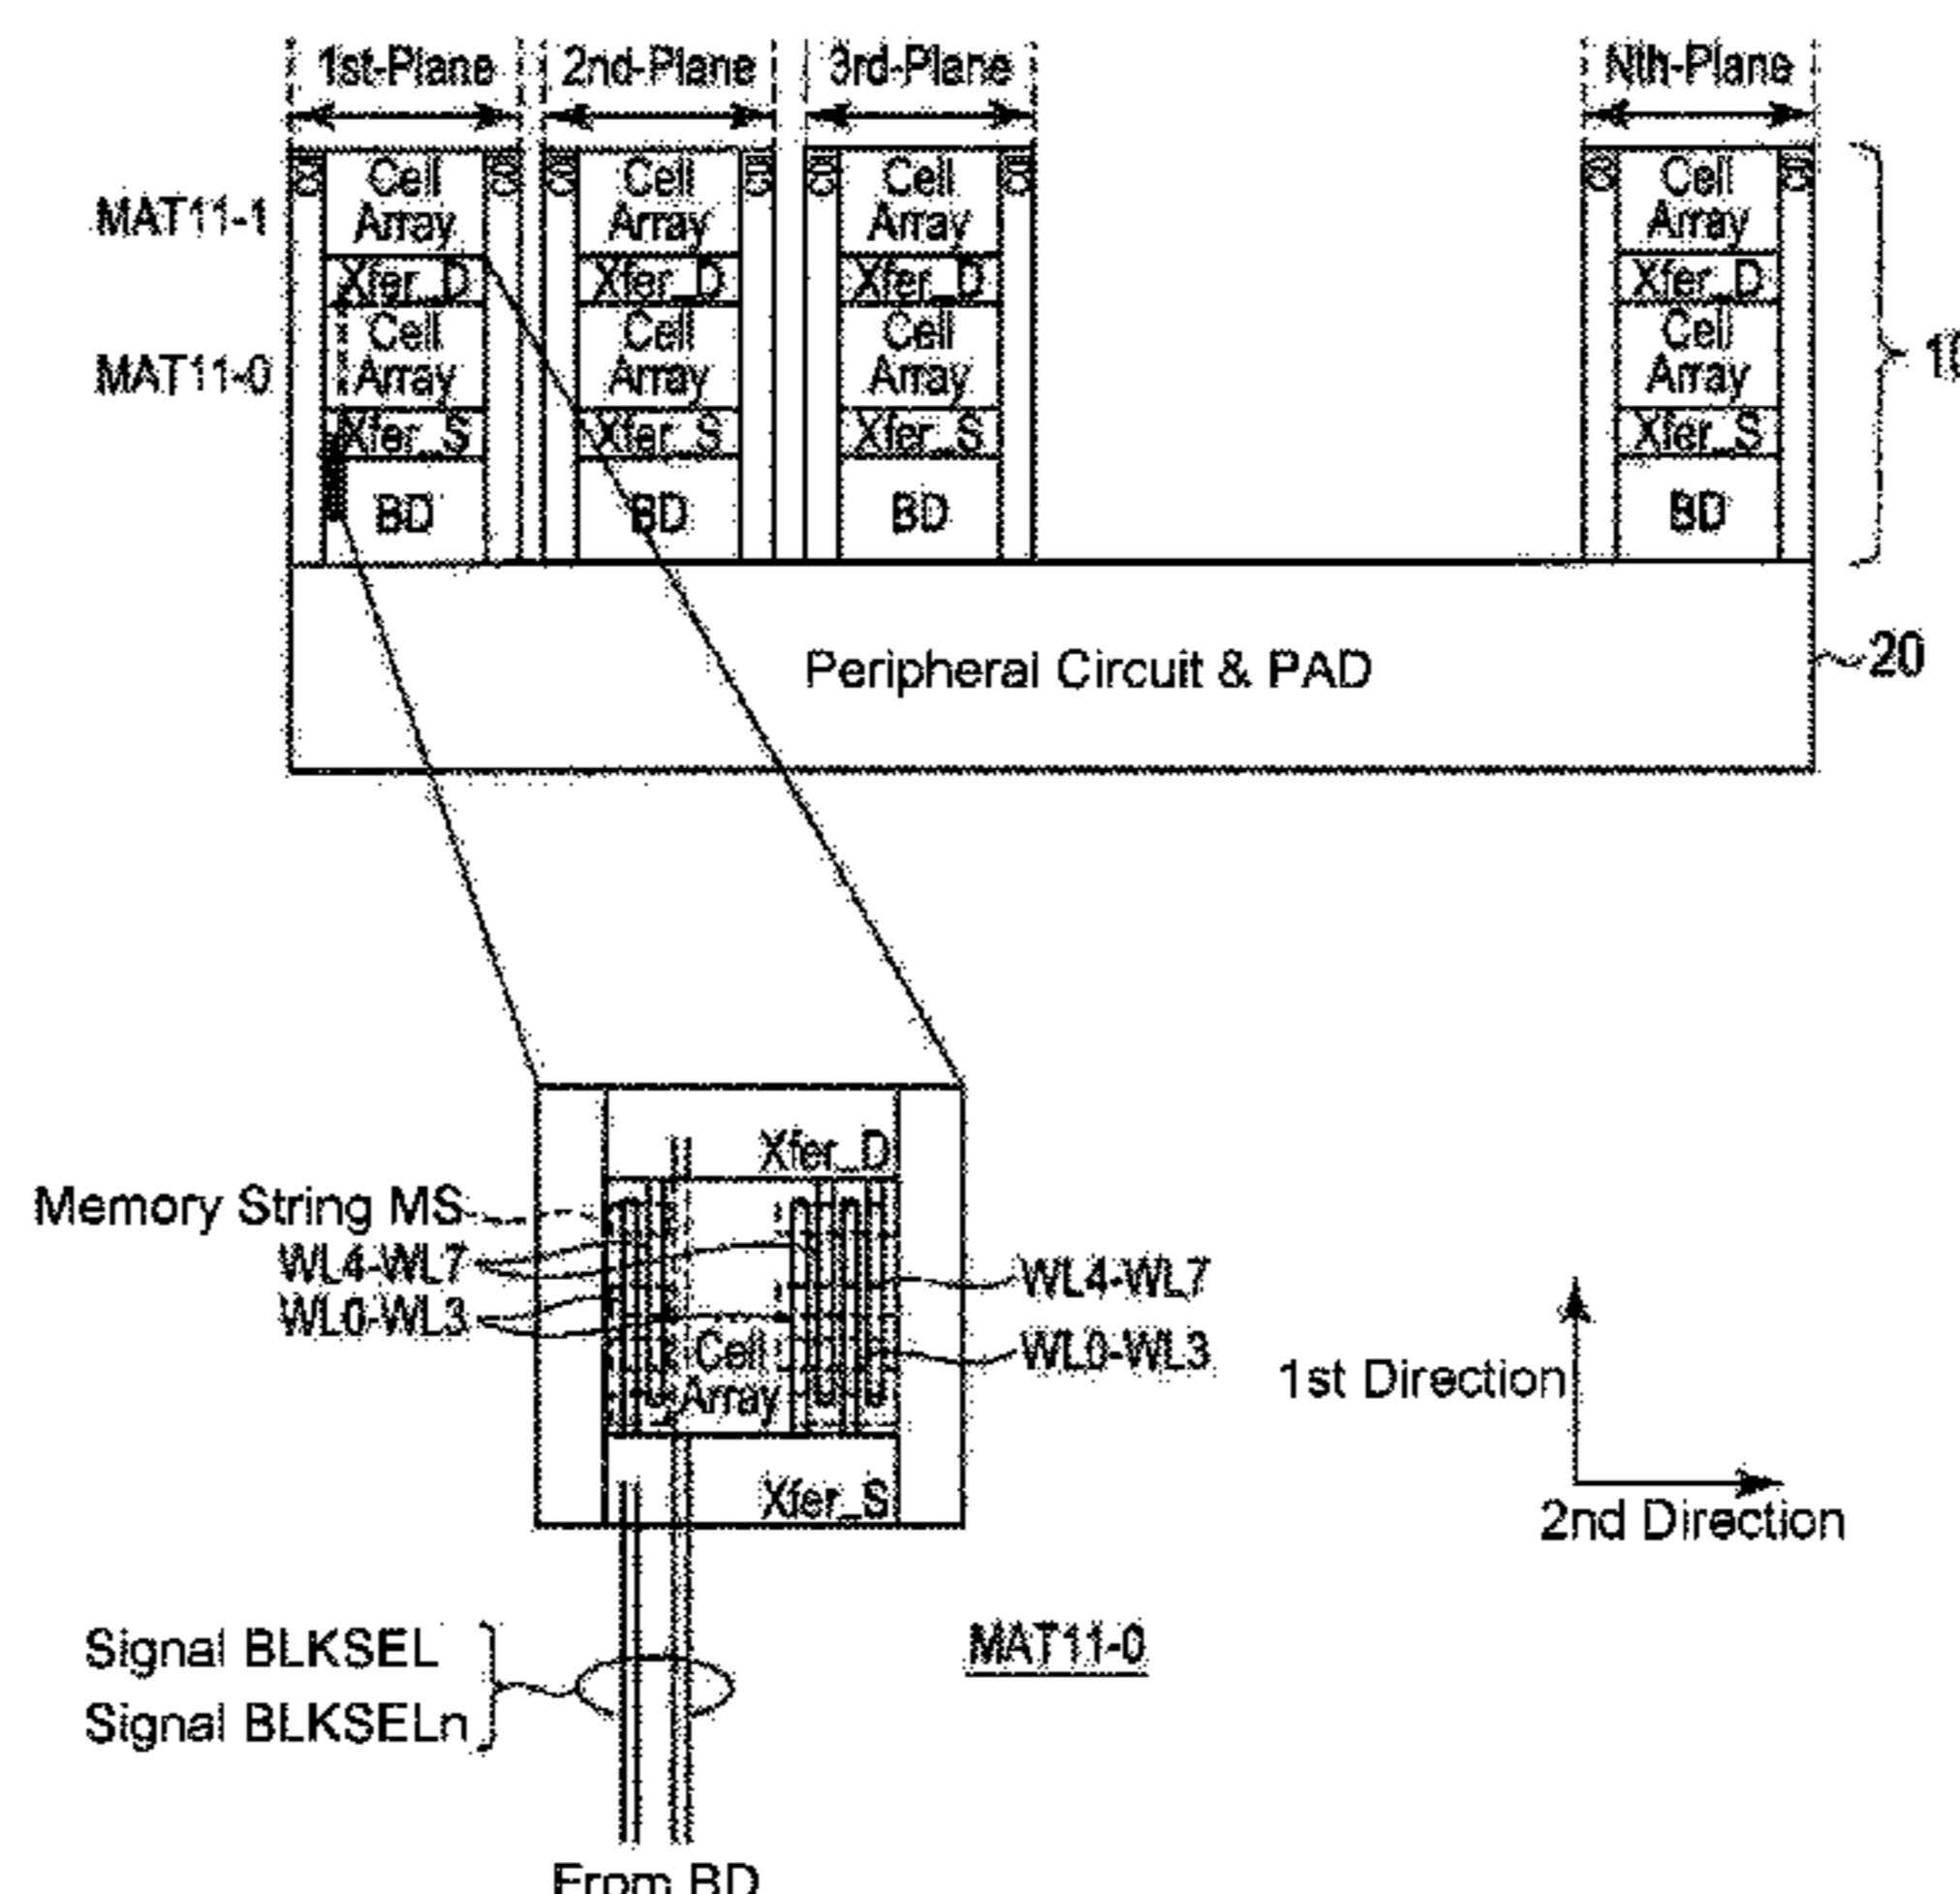 1st-Plane 2nd-Plane 3rd-Plane Nth-Plane
MAT11-1
Cell Array Cell Array Cell Array Cell Array
Xfer_D Xfer_D Xfer_D Xfer_D
MAT11-0
Cell Array Cell Array Cell Array Cell Array
Xfer_S Xfer_S Xfer_S Xfer_S
BD BD BD BD
10
Peripheral Circuit & PAD
20
Xfer_D
Memory String MS
WL4-WL7
WL0-WL3
WL4-WL7
WL0-WL3
Cell
Array
Xfer_S
1st Direction
2nd Direction
Signal BLKSEL
Signal BLKSELn
MAT11-0
From BD